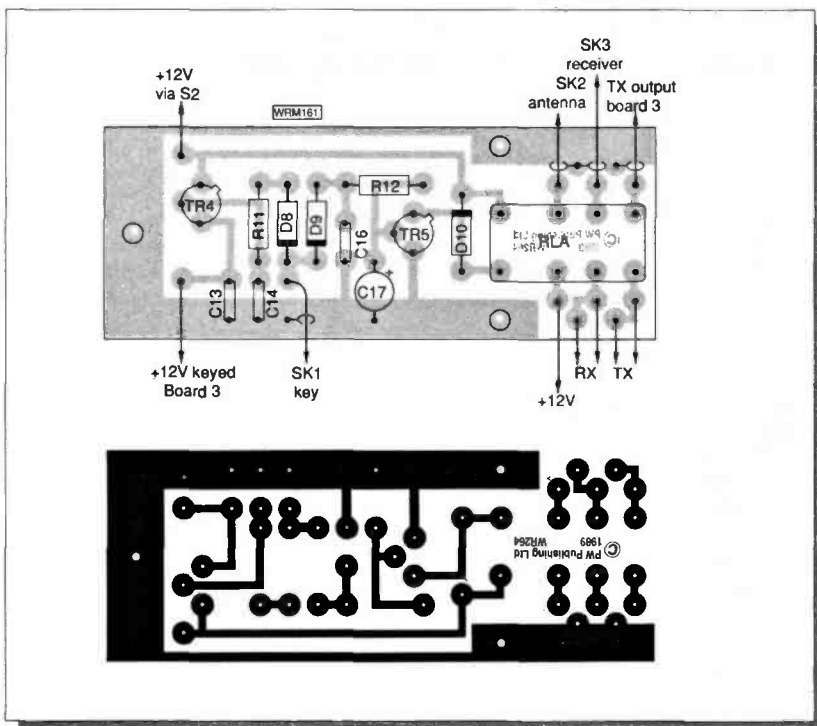 SK3
receiver
+12V
via S2
SK2
antenna
TX output
board 3
WRM161
TR4
R11
D8
D9
R12
C16
TR5
D10
RLA
C13
C14
C17
+
+12V keyed
Board 3
SK1
key
RX
TX
+12V
© PW Publishing Ltd
1989 WR264